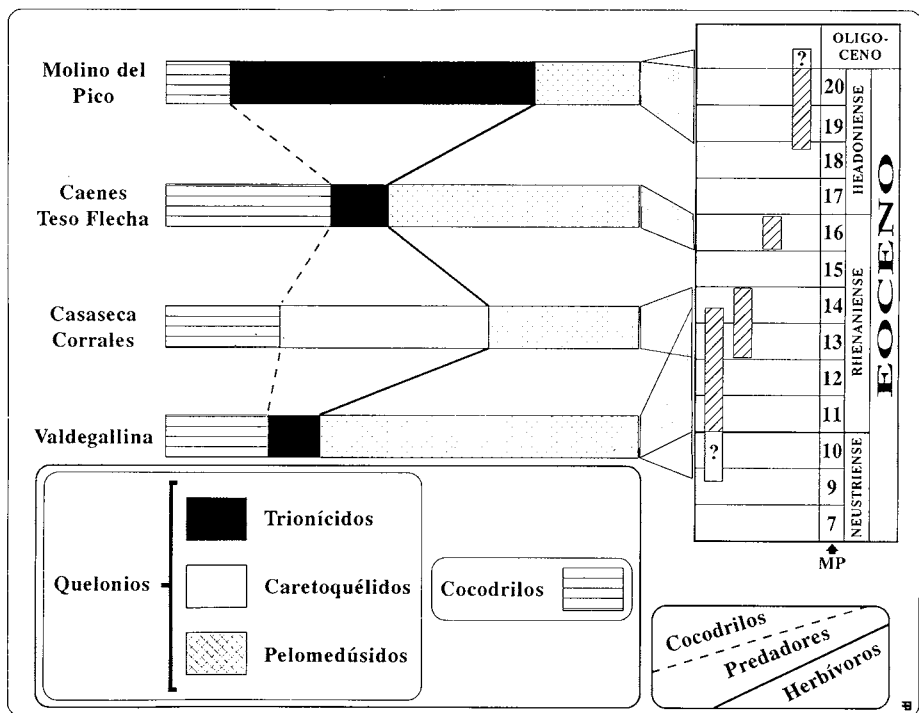 Molino del
Pico
Caenes
Teso Flecha
Casaseca
Corrales
Valdegallina
OLIGO-
CENO
?
20
19
18
17
16
15
14
13
12
11
10
9
7
?
HEADONIENSE
RHENANIENSE
NEUSTRIENSE
EOCENO
MP
Quelonios
Trionícidos
Caretoquélidos
Pelomedúsidos
Cocodrilos
Cocodrilos
Predadores
Herbívoros